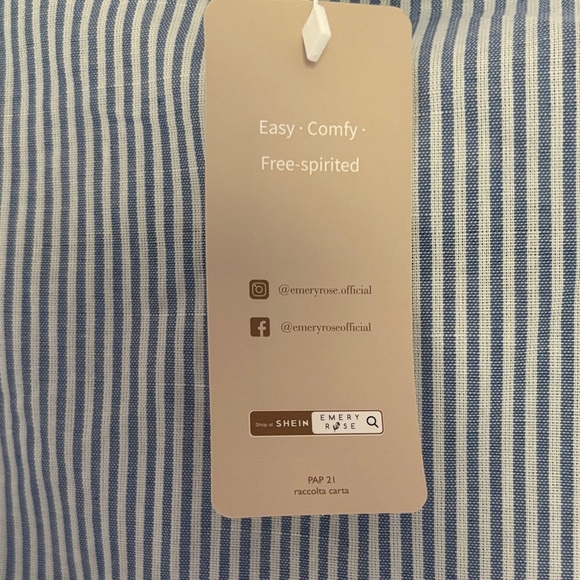 Easy · Comfy ·
Free-spirited
@emeryrose.official
@emeryroseofficial
Shop at SHEIN EMERY
ROSE
PAP 21
raccolta carta